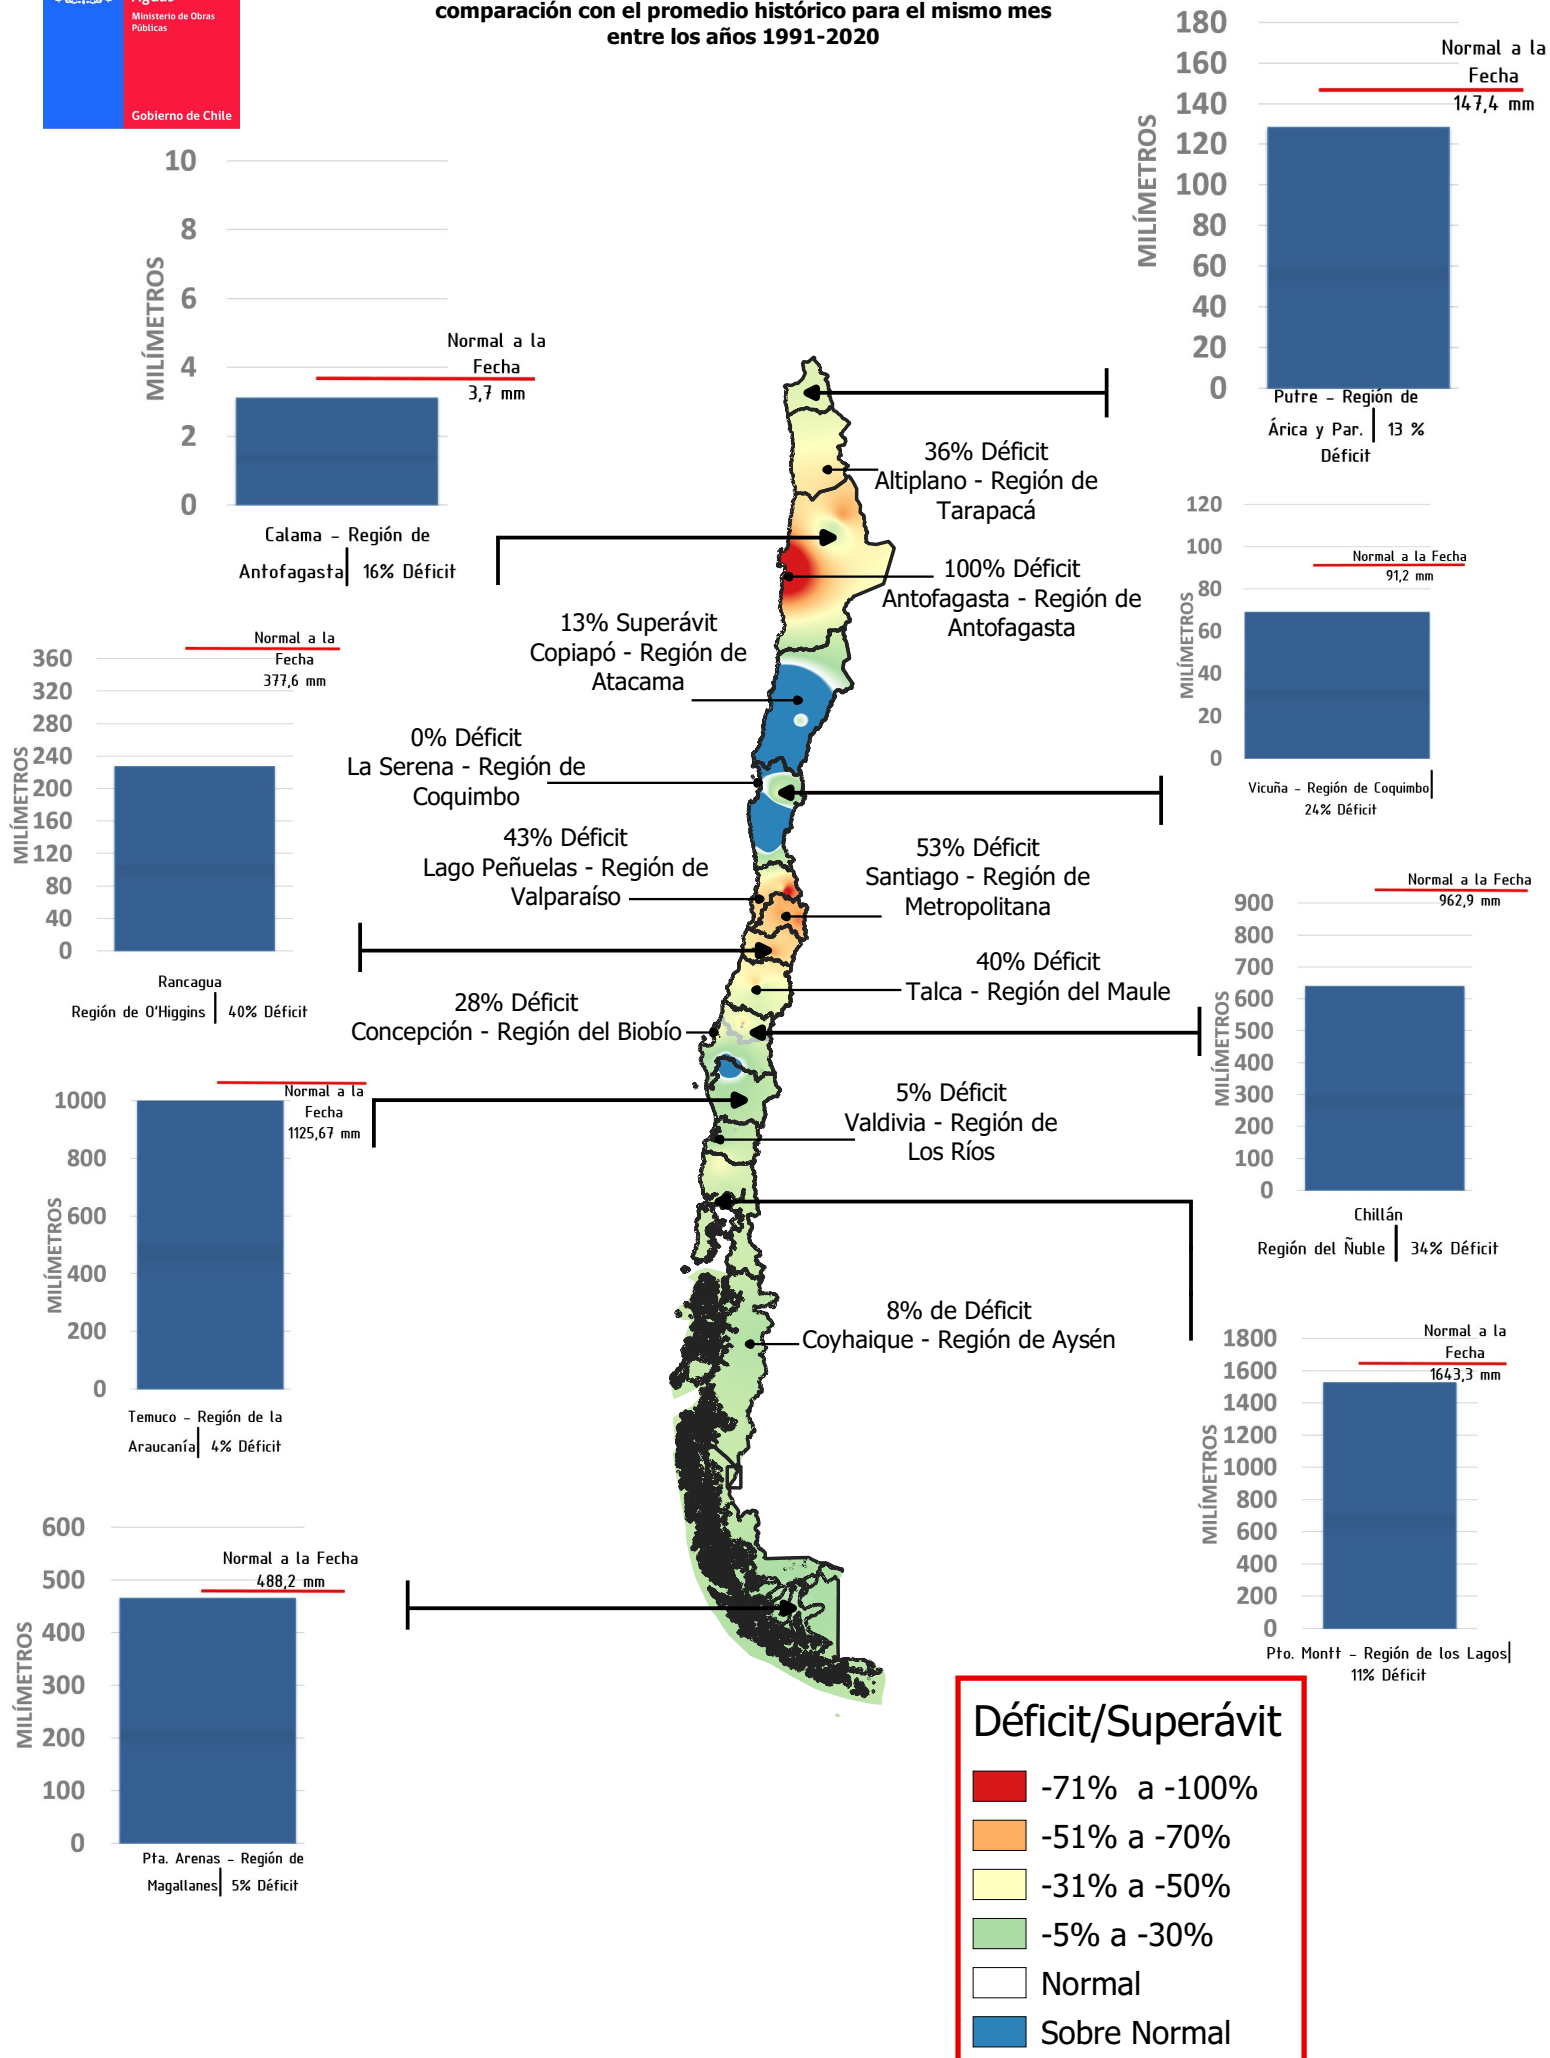 Aguas
Ministerio de Obras
Públicas
Gobierno de Chile
comparación con el promedio histórico para el mismo mes
entre los años 1991-2020
180
160
140
120
100
80
60
40
20
0
MILÍMETROS
Normal a la
Fecha
147,4 mm
Putre - Región de
Árica y Par. | 13 %
Déficit
10
8
6
4
2
0
MILÍMETROS
Normal a la
Fecha
3,7 mm
Calama - Región de
Antofagasta | 16% Déficit
36% Déficit
Altiplano - Región de
Tarapacá
100% Déficit
Antofagasta - Región de
Antofagasta
13% Superávit
Copiapó - Región de
Atacama
0% Déficit
La Serena - Región de
Coquimbo
43% Déficit
Lago Peñuelas - Región de
Valparaíso
53% Déficit
Santiago - Región de
Metropolitana
40% Déficit
Talca - Región del Maule
28% Déficit
Concepción - Región del Biobío
5% Déficit
Valdivia - Región de
Los Ríos
8% de Déficit
Coyhaique - Región de Aysén
120
100
80
60
40
20
0
MILÍMETROS
Normal a la Fecha
91,2 mm
Vicuña - Región de Coquimbo |
24% Déficit
360
320
280
240
200
160
120
80
40
0
MILÍMETROS
Normal a la
Fecha
377,6 mm
Rancagua
Región de O'Higgins | 40% Déficit
900
800
700
600
500
400
300
200
100
0
MILÍMETROS
Normal a la Fecha
962,9 mm
Chillán
Región del Ñuble | 34% Déficit
1000
800
600
400
200
0
MILÍMETROS
Normal a la
Fecha
1125,67 mm
Temuco - Región de la
Araucanía | 4% Déficit
1800
1600
1400
1200
1000
800
600
400
200
0
MILÍMETROS
Normal a la
Fecha
1643,3 mm
Pto. Montt - Región de los Lagos |
11% Déficit
600
500
400
300
200
100
0
MILÍMETROS
Normal a la Fecha
488,2 mm
Pta. Arenas - Región de
Magallanes | 5% Déficit
Déficit/Superávit
-71% a -100%
-51% a -70%
-31% a -50%
-5% a -30%
Normal
Sobre Normal